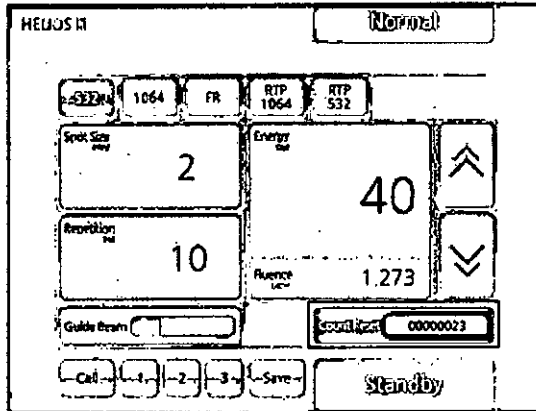 HELIOS III
Normal
532
1064
FR
RTP
1064
RTP
532
Spot Size
2
Energy
40
Repetition
10
Fluence
1.273
Guide Beam
Count Reset
00000023
Call
1
2
3
Save
Standby